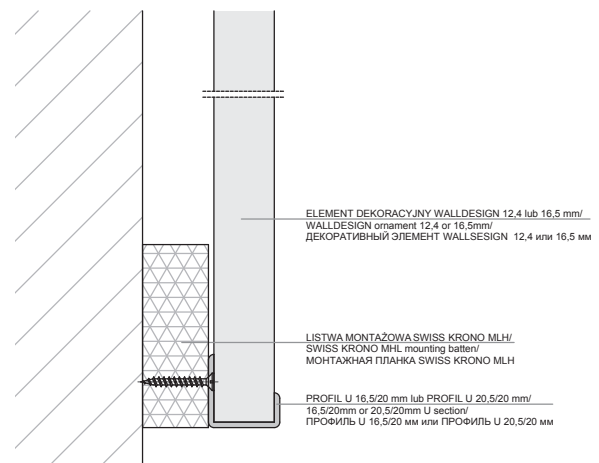 ELEMENT DEKORACYJNY WALLDESIGN 12,4 lub 16,5 mm/
WALLDESIGN ornament 12,4 or 16,5mm/
ДЕКОРАТИВНЫЙ ЭЛЕМЕНТ WALLSESIGN 12,4 или 16,5 мм
LISTWA MONTAŻOWA SWISS KRONO MLH/
SWISS KRONO MHL mounting batten/
МОНТАЖНАЯ ПЛАНКА SWISS KRONO MLH
PROFIL U 16,5/20 mm lub PROFIL U 20,5/20 mm/
16,5/20mm or 20,5/20mm U section/
ПРОФИЛЬ U 16,5/20 мм или ПРОФИЛЬ U 20,5/20 мм